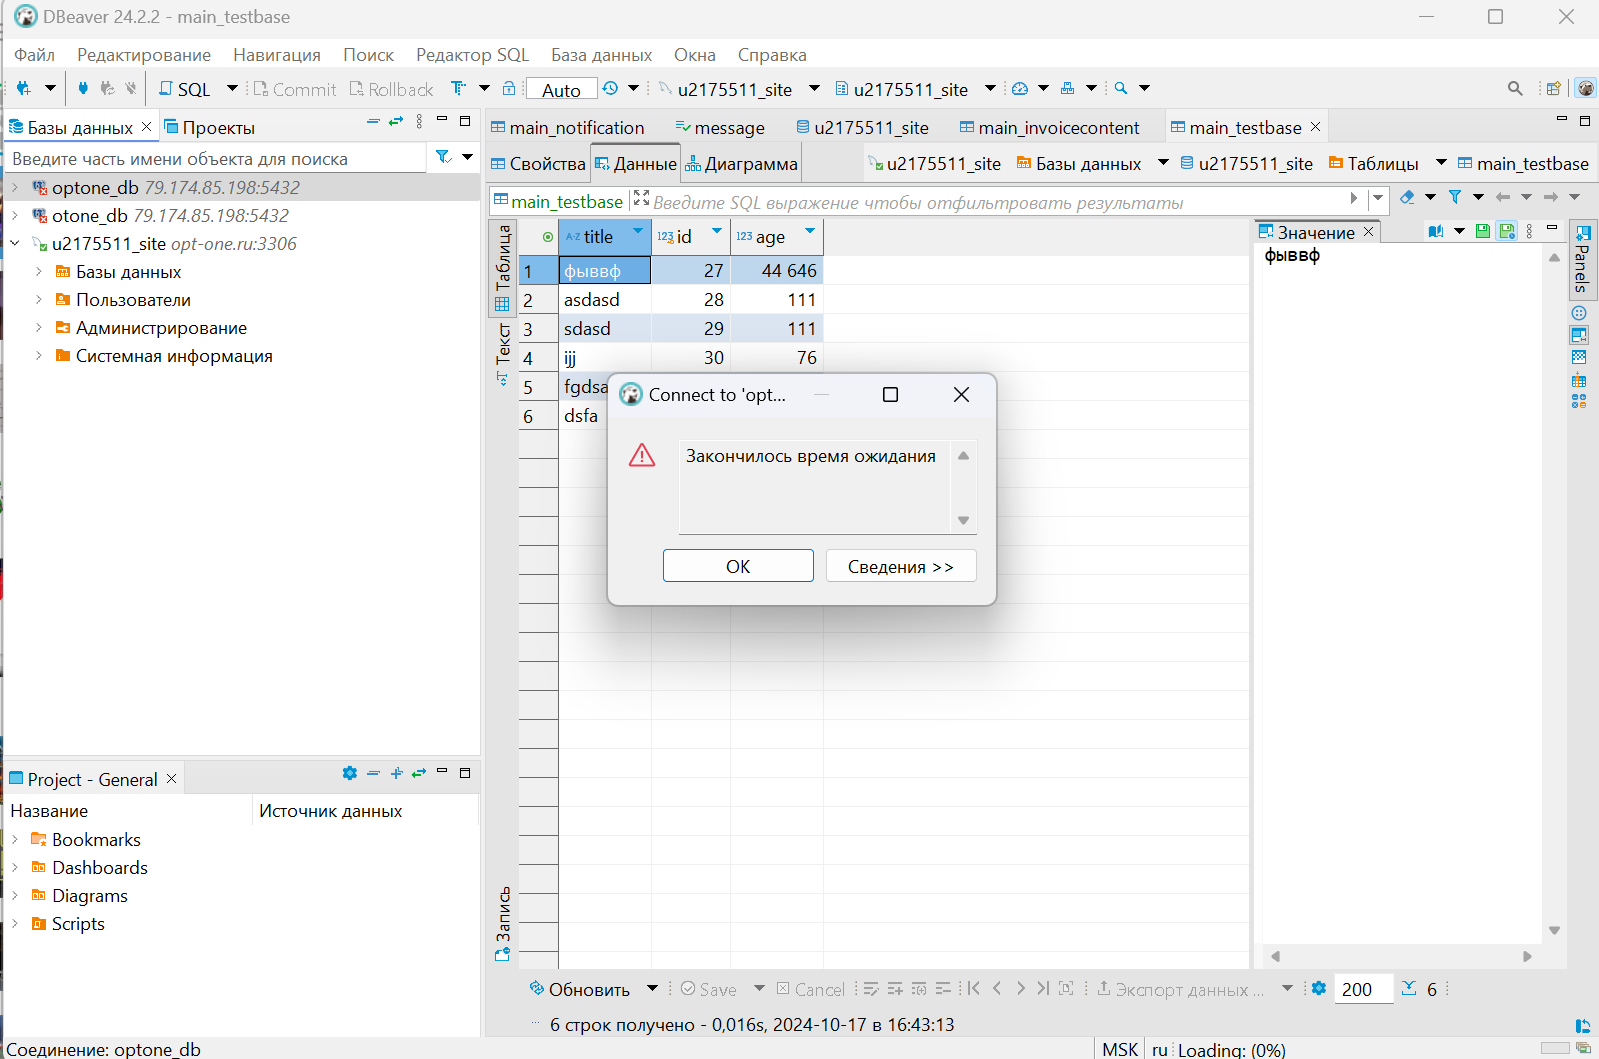 DBeaver 24.2.2 - main_testbase
Файл Редактирование Навигация Поиск Редактор SQL База данных Окна Справка
SQL Commit Rollback Auto u2175511_site u2175511_site
Базы данных Проекты
main_notification message u2175511_site main_invoicecontent main_testbase
Введите часть имени объекта для поиска
Свойства Данные Диаграмма u2175511_site Базы данных u2175511_site Таблицы main_testbase
optone_db 79.174.85.198:5432
otone_db 79.174.85.198:5432
u2175511_site opt-one.ru:3306
Базы данных
Пользователи
Администрирование
Системная информация
main_testbase Введите SQL выражение чтобы отфильтровать результаты
Таблица
Текст
Запись
A-Z title 123 id 123 age
1 фыввф 27 44 646
2 asdasd 28 111
3 sdasd 29 111
4 ijj 30 76
5 fgdsa
6 dsfa
Значение
фыввф
Panels
Connect to 'opt...
Закончилось время ожидания
OK Сведения >>
Project - General
Название Источник данных
Bookmarks
Dashboards
Diagrams
Scripts
Обновить Save Cancel Экспорт данных ... 200 6
6 строк получено - 0,016s, 2024-10-17 в 16:43:13
Соединение: optone_db MSK ru Loading: (0%)